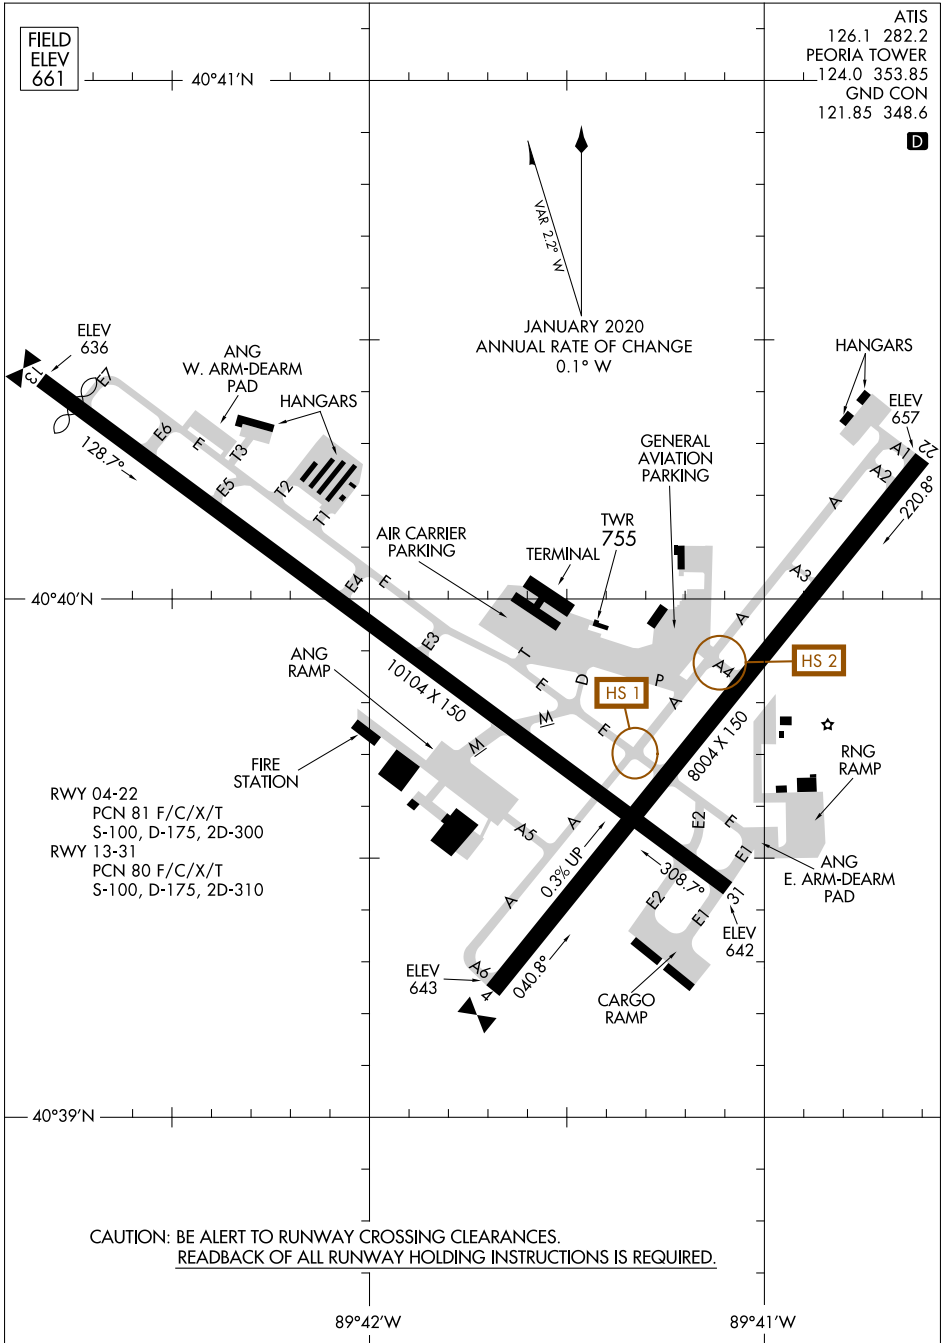 FIELD
ELEV
661
ATIS
126.1 282.2
PEORIA TOWER
124.0 353.85
GND CON
121.85 348.6
D
40°41'N
VAR 2.2° W
JANUARY 2020
ANNUAL RATE OF CHANGE
0.1° W
ELEV
636
13
E7
ANG
W. ARM-DEARM
PAD
HANGARS
E6
E
T3
128.7°
E5
T2
T1
HANGARS
ELEV
657
22
A1
A2
220.8°
A
A3
GENERAL
AVIATION
PARKING
TWR
755
TERMINAL
AIR CARRIER
PARKING
40°40'N
E4
E
E3
A
T
E
D
P
A4
HS 2
HS 1
ANG
RAMP
10104 X 150
M
M
E
A
8004 X 150
FIRE
STATION
RNG
RAMP
RWY 04-22
PCN 81 F/C/X/T
S-100, D-175, 2D-300
RWY 13-31
PCN 80 F/C/X/T
S-100, D-175, 2D-310
A5
A
E2
E
E1
0.3% UP
308.7°
ANG
E. ARM-DEARM
PAD
A
E2
E1
31
ELEV
642
A6
4
ELEV
643
040.8°
CARGO
RAMP
40°39'N
CAUTION: BE ALERT TO RUNWAY CROSSING CLEARANCES.
READBACK OF ALL RUNWAY HOLDING INSTRUCTIONS IS REQUIRED.
89°42'W
89°41'W